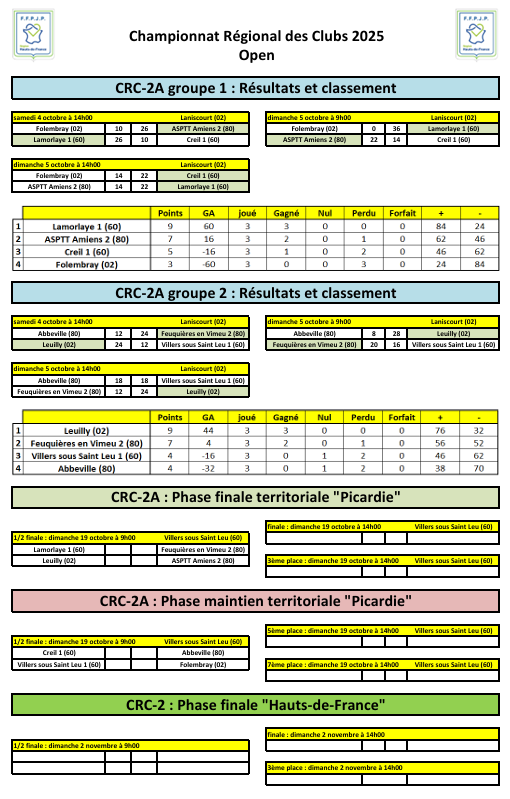 F.F.P.J.P.
F.F.P.J.P.
Hauts-de-France
Hauts-de-France
Championnat Régional des Clubs 2025
Open
CRC-2A groupe 1 : Résultats et classement
samedi 4 octobre à 14h00 Laniscourt (02)
Folembray (02) 10 26 ASPTT Amiens 2 (80)
Lamorlaye 1 (60) 26 10 Creil 1 (60)
dimanche 5 octobre à 9h00 Laniscourt (02)
Folembray (02) 0 36 Lamorlaye 1 (60)
ASPTT Amiens 2 (80) 22 14 Creil 1 (60)
dimanche 5 octobre à 14h00 Laniscourt (02)
Folembray (02) 14 22 Creil 1 (60)
ASPTT Amiens 2 (80) 14 22 Lamorlaye 1 (60)
Points GA joué Gagné Nul Perdu Forfait + -
1 Lamorlaye 1 (60) 9 60 3 3 0 0 0 84 24
2 ASPTT Amiens 2 (80) 7 16 3 2 0 1 0 62 46
3 Creil 1 (60) 5 -16 3 1 0 2 0 46 62
4 Folembray (02) 3 -60 3 0 0 3 0 24 84
CRC-2A groupe 2 : Résultats et classement
samedi 4 octobre à 14h00 Laniscourt (02)
Abbeville (80) 12 24 Feuquières en Vimeu 2 (80)
Leuilly (02) 24 12 Villers sous Saint Leu 1 (60)
dimanche 5 octobre à 9h00 Laniscourt (02)
Abbeville (80) 8 28 Leuilly (02)
Feuquières en Vimeu 2 (80) 20 16 Villers sous Saint Leu 1 (60)
dimanche 5 octobre à 14h00 Laniscourt (02)
Abbeville (80) 18 18 Villers sous Saint Leu 1 (60)
Feuquières en Vimeu 2 (80) 12 24 Leuilly (02)
Points GA joué Gagné Nul Perdu Forfait + -
1 Leuilly (02) 9 44 3 3 0 0 0 76 32
2 Feuquières en Vimeu 2 (80) 7 4 3 2 0 1 0 56 52
3 Villers sous Saint Leu 1 (60) 4 -16 3 0 1 2 0 46 62
4 Abbeville (80) 4 -32 3 0 1 2 0 38 70
CRC-2A : Phase finale territoriale "Picardie"
1/2 finale : dimanche 19 octobre à 9h00 Villers sous Saint Leu (60)
Lamorlaye 1 (60) Feuquières en Vimeu 2 (80)
Leuilly (02) ASPTT Amiens 2 (80)
finale : dimanche 19 octobre à 14h00 Villers sous Saint Leu (60)
3ème place : dimanche 19 octobre à 14h00 Villers sous Saint Leu (60)
CRC-2A : Phase maintien territoriale "Picardie"
1/2 finale : dimanche 19 octobre à 9h00 Villers sous Saint Leu (60)
Creil 1 (60) Abbeville (80)
Villers sous Saint Leu 1 (60) Folembray (02)
5ème place : dimanche 19 octobre à 14h00 Villers sous Saint Leu (60)
7ème place : dimanche 19 octobre à 14h00 Villers sous Saint Leu (60)
CRC-2 : Phase finale "Hauts-de-France"
1/2 finale : dimanche 2 novembre à 9h00
finale : dimanche 2 novembre à 14h00
3ème place : dimanche 2 novembre à 14h00